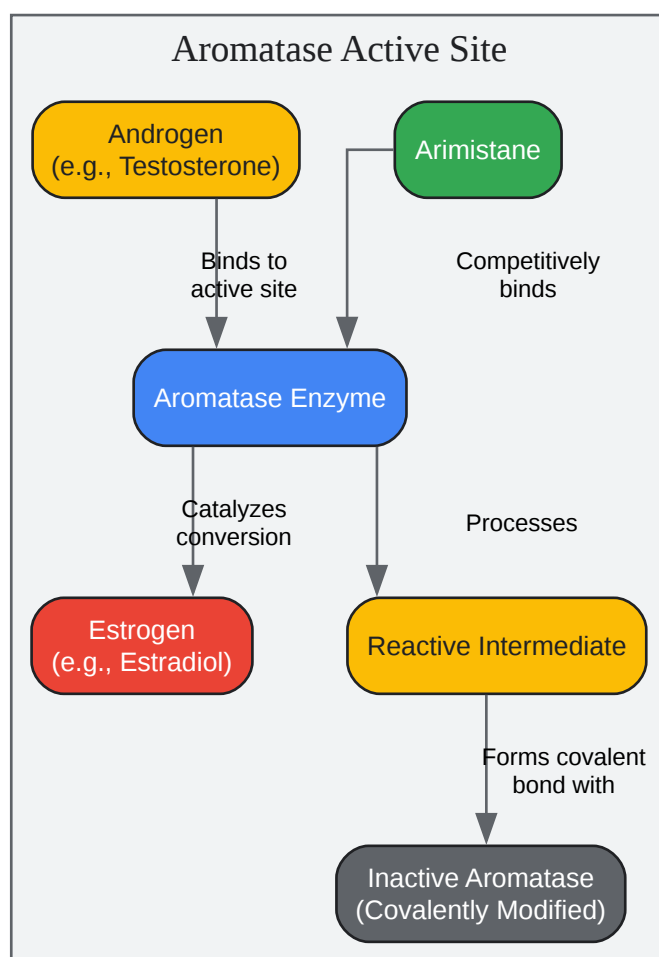 Aromatase Active Site
Androgen
(e.g., Testosterone)
Arimistane
Binds to
active site
Competitively
binds
Aromatase Enzyme
Catalyzes
conversion
Processes
Estrogen
(e.g., Estradiol)
Reactive Intermediate
Forms covalent
bond with
Inactive Aromatase
(Covalently Modified)